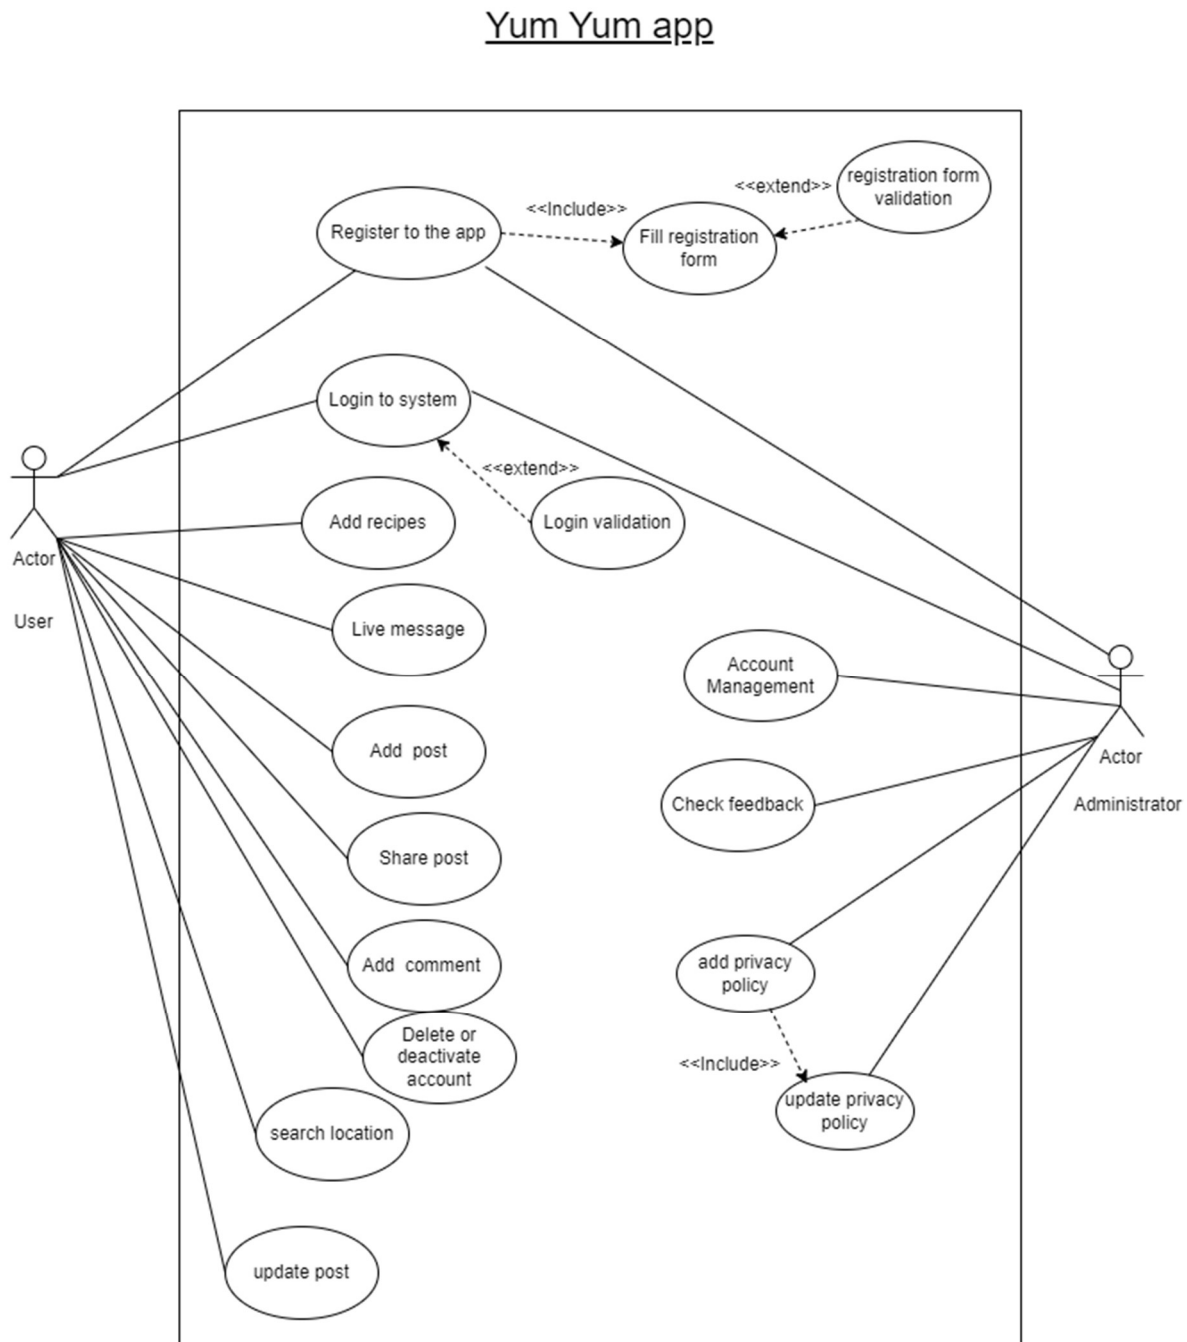 Yum Yum app
registration form
validation
<<extend>>
<<Include>>
Register to the app
Fill registration
form
Login to system
<<extend>>
Add recipes
Login validation
Actor
User
Live message
Account
Management
Add  post
Actor
Check feedback
Administrator
Share post
add privacy
policy
Add  comment
Delete or
deactivate
account
<<Include>>
update privacy
policy
search location
update post